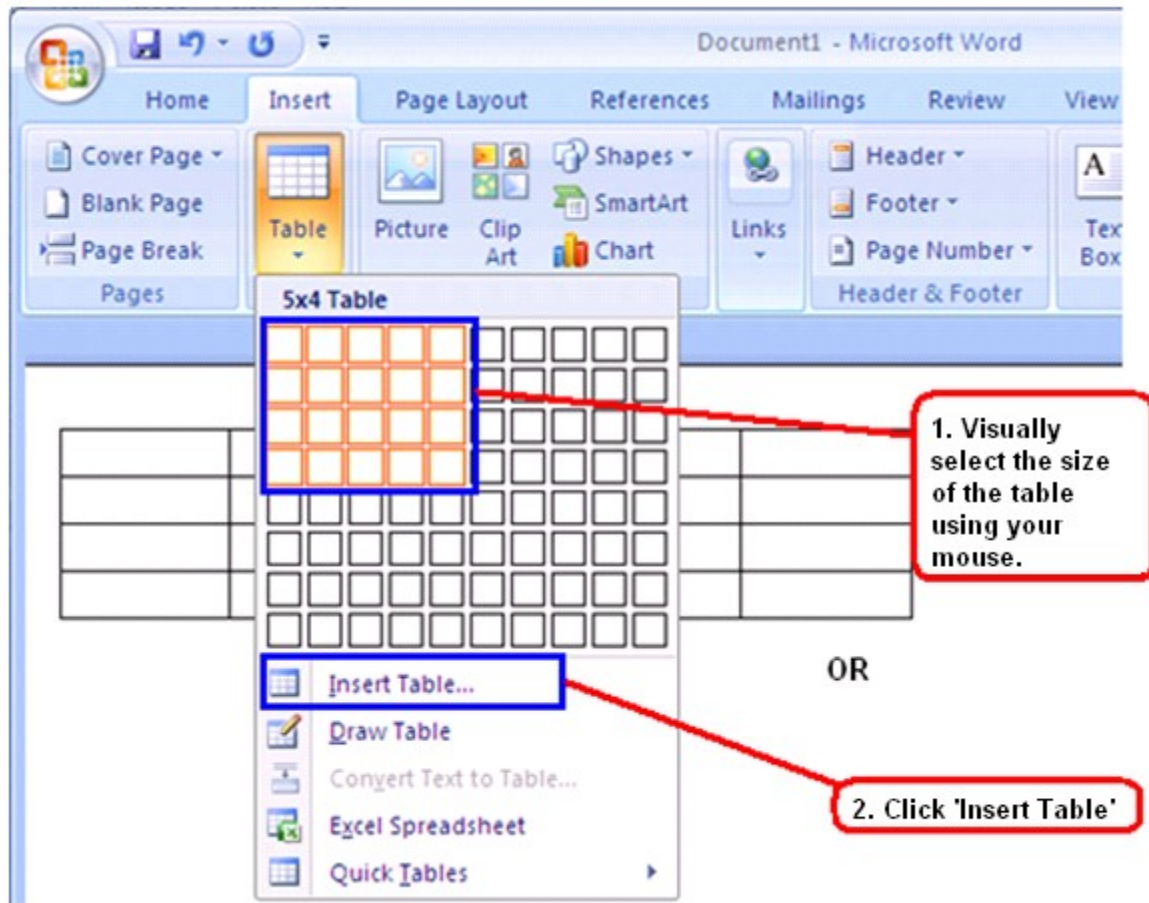 Document1 - Microsoft Word
Home Insert Page Layout References Mailings Review View
Cover Page
Blank Page
Page Break
Pages
Table
Picture
Clip
Art
Shapes
SmartArt
Chart
Links
Header
Footer
Page Number
Header & Footer
A
Box
5x4 Table
1. Visually
select the size
of the table
using your
mouse.
OR
Insert Table...
Draw Table
Convert Text to Table...
Excel Spreadsheet
Quick Tables
2. Click 'Insert Table'